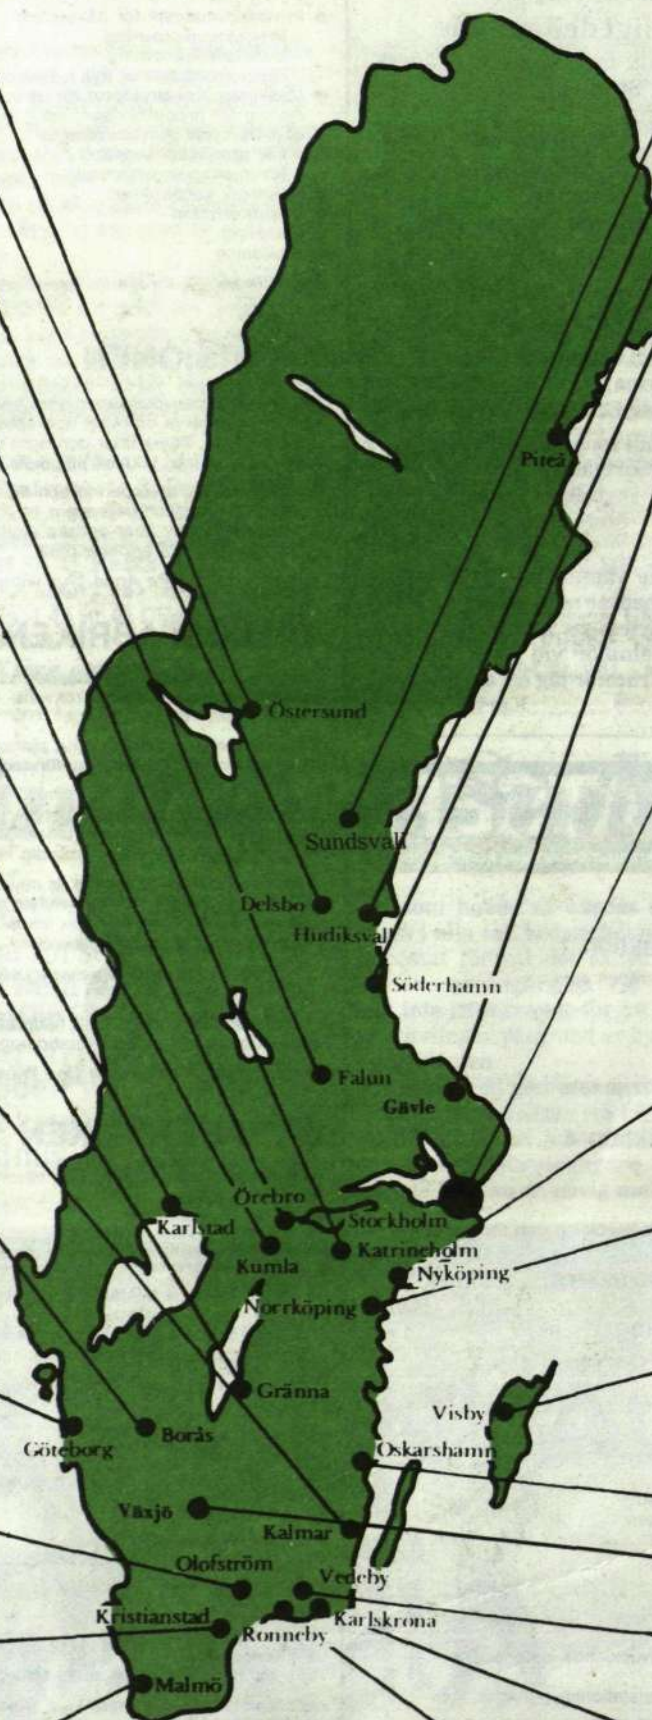 Piteå
Östersund
Sundsvall
Delsbo
Hudiksvall
Söderhamn
Falun
Gävle
Örebro
Stockholm
Karlstad
Kumla
Katrineholm
Nyköping
Norrköping
Gränna
Visby
Göteborg
Borås
Oskarshamn
Växjö
Kalmar
Olofström
Vedeby
Kristianstad
Ronneby
Karlskrona
Malmö